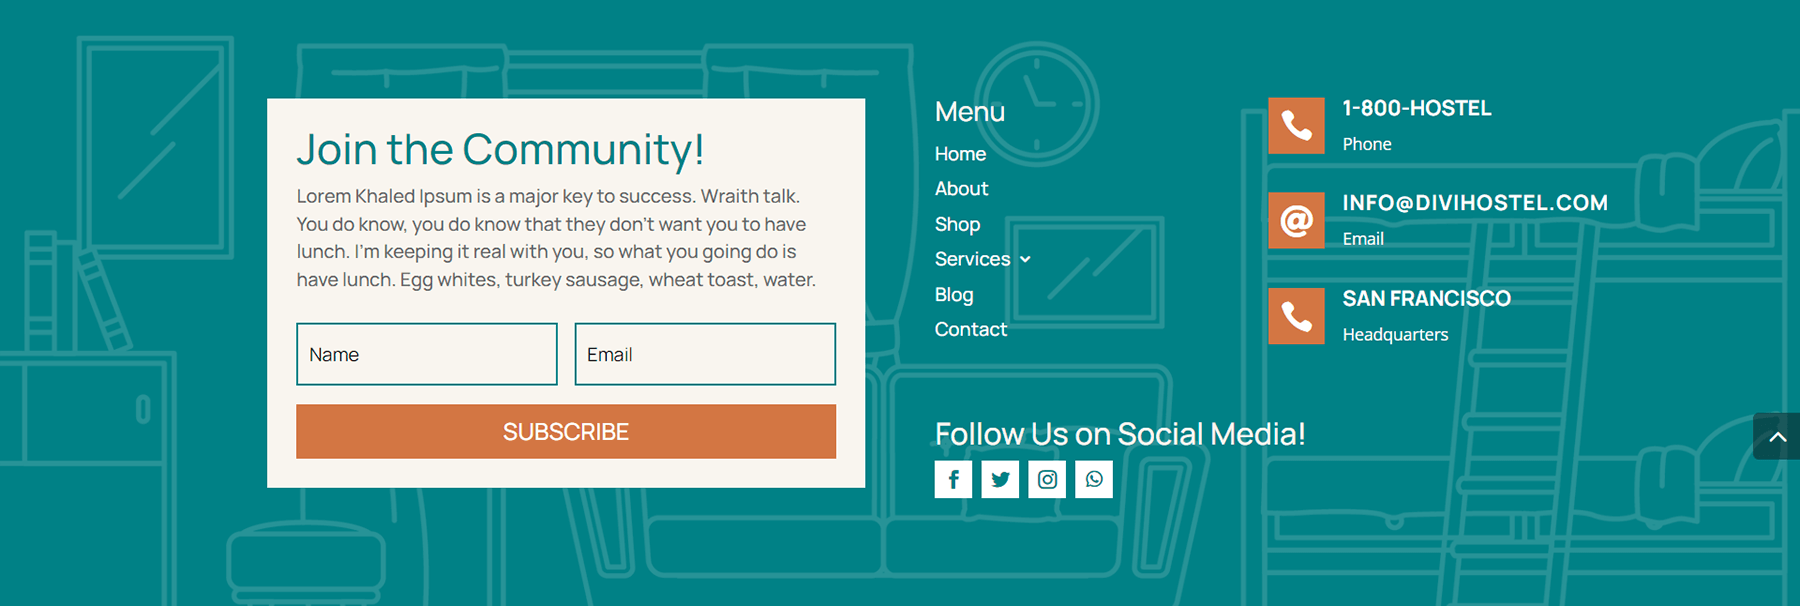 Join the Community!
Lorem Khaled Ipsum is a major key to success. Wraith talk.
You do know, you do know that they don't want you to have
lunch. I'm keeping it real with you, so what you going do is
have lunch. Egg whites, turkey sausage, wheat toast, water.
Name
Email
SUBSCRIBE
Menu
Home
About
Shop
Services
Blog
Contact
Follow Us on Social Media!
1-800-HOSTEL
Phone
INFO@DIVIHOSTEL.COM
Email
SAN FRANCISCO
Headquarters